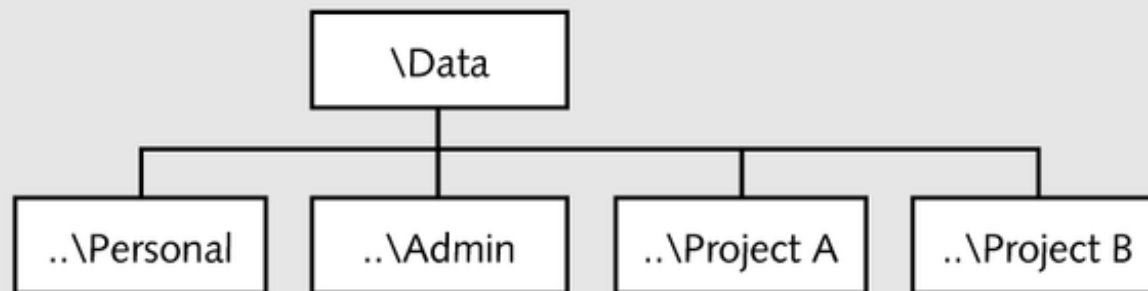 \Data
..\Personal
..\Admin
..\Project A
..\Project B